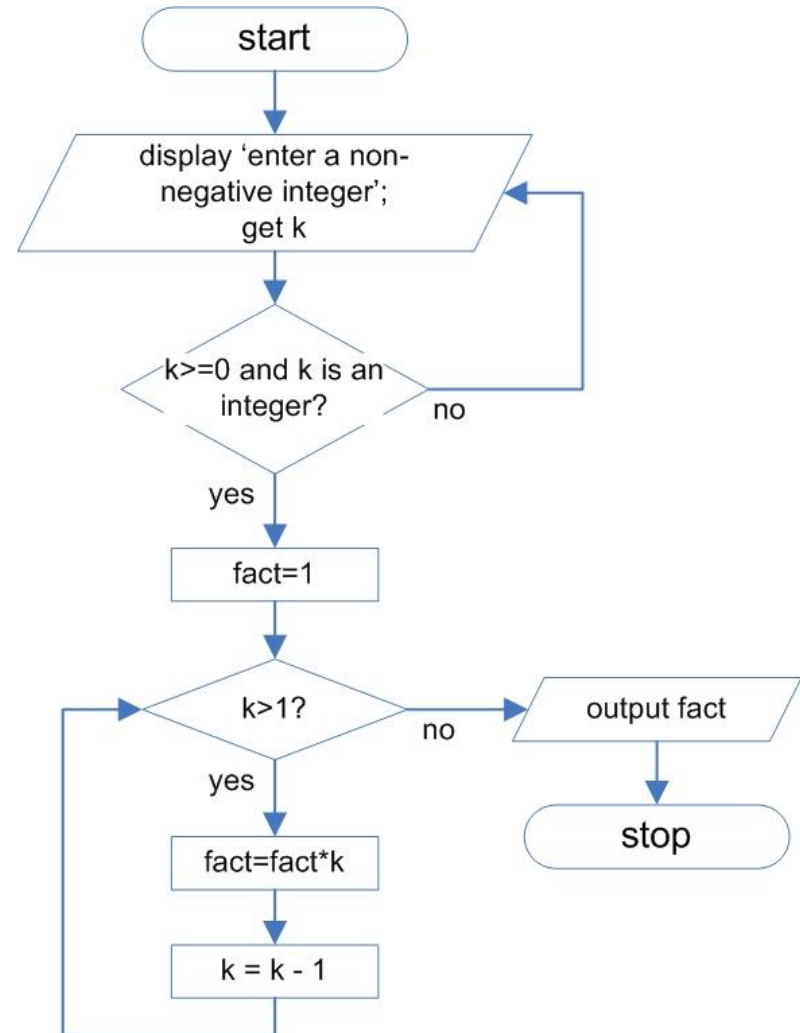 start
display ‘enter a non-
negative integer’;
get k
k>=0 and k is an
integer?
no
yes
fact=1
k>1?
no
output fact
yes
stop
fact=fact*k
k = k - 1